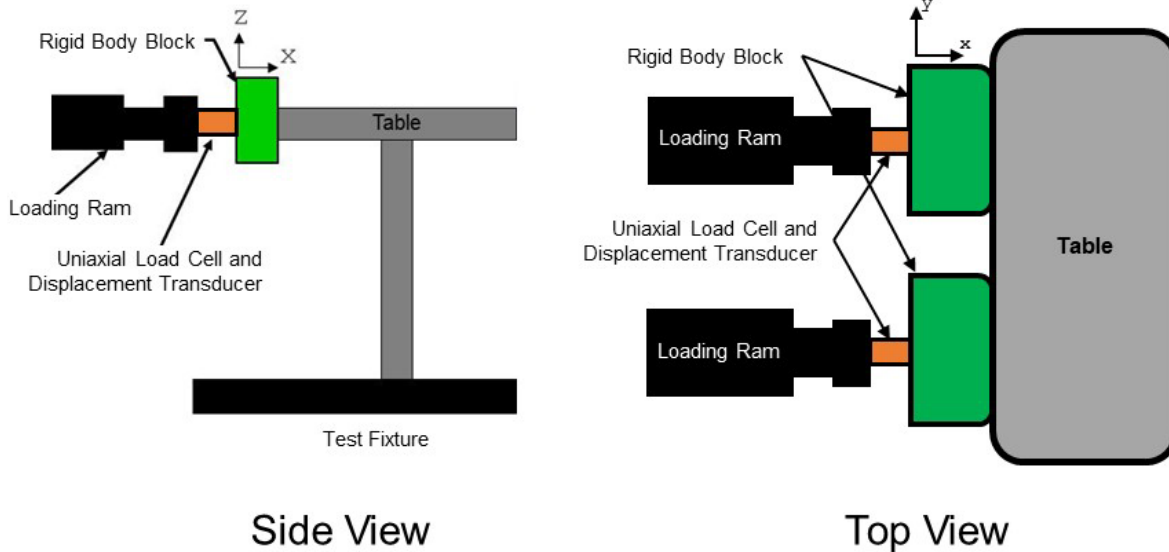 Z
X
Rigid Body
Block
Table
Loading Ram
Uniaxial Load Cell and
Displacement Transducer
Test Fixture
Side View
y
x
Rigid Body Block
Loading Ram
Uniaxial Load Cell and
Displacement Transducer
Table
Loading Ram
Top View